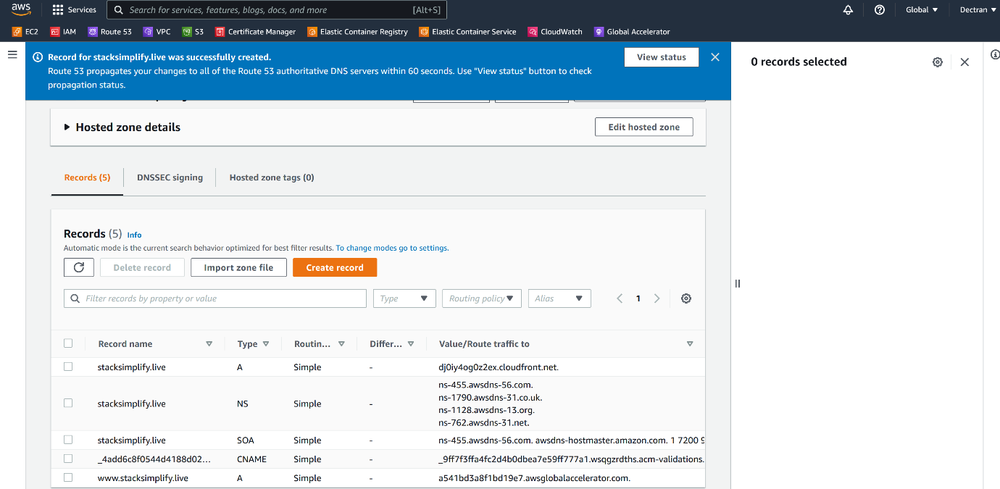 aws
Services
Search for services, features, blogs, docs, and more [Alt+S]
Global ▼
Dectran ▼
EC2 IAM Route 53 VPC S3 Certificate Manager Elastic Container Registry Elastic Container Service CloudWatch Global Accelerator
Record for stacksimplify.live was successfully created.
Route 53 propagates your changes to all of the Route 53 authoritative DNS servers within 60 seconds. Use "View status" button to check
propagation status.
View status
0 records selected
Hosted zone details
Edit hosted zone
Records (5) DNSSEC signing Hosted zone tags (0)
Records (5) Info
Automatic mode is the current search behavior optimized for best filter results. To change modes go to settings.
Delete record Import zone file Create record
Filter records by property or value Type Routing policy Alias 1
Record name Type Routin... Differ... Value/Route traffic to
stacksimplify.live A Simple - dj0iy4og0z2ex.cloudfront.net.
ns-455.awsdns-56.com.
ns-1790.awsdns-31.co.uk.
stacksimplify.live NS Simple -
ns-1128.awsdns-13.org.
ns-762.awsdns-31.net.
stacksimplify.live SOA Simple - ns-455.awsdns-56.com. awsdns-hostmaster.amazon.com. 1 7200 9
_4add6c8f0544d4188d02... CNAME Simple - _9ff7f3ffa4fc2d4b0dbea7e59ff777a1.wsqgzrdths.acm-validations.
www.stacksimplify.live A Simple - a541bd3a8f1bd19e7.awsglobalaccelerator.com.